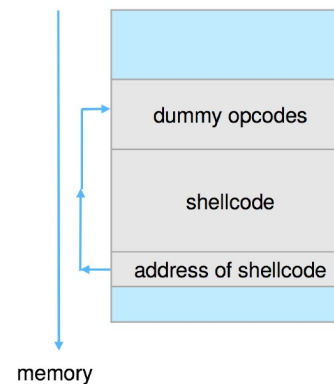 dummy opcodes
shellcode
address of shellcode
memory